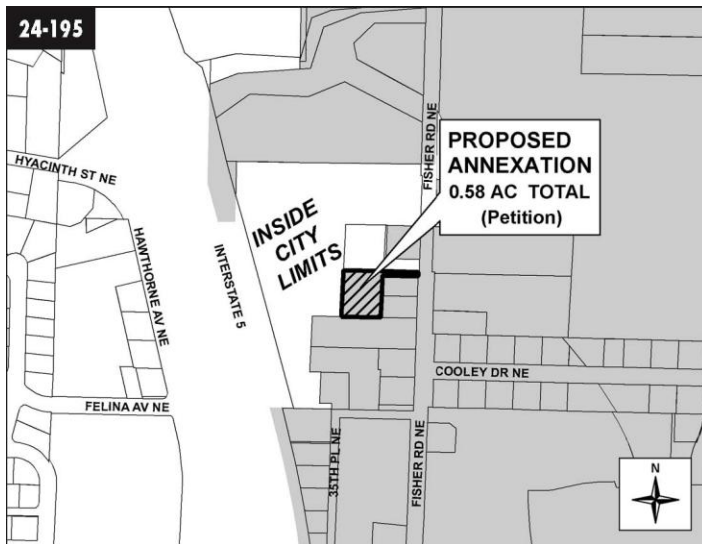 24-195
HYACINTH ST NE
HAWTHORNE AV NE
FELINA AV NE
INTERSTATE 5
INSIDE
CITY
LIMITS
FISHER RD NE
PROPOSED
ANNEXATION
0.58 AC TOTAL
(Petition)
COOLEY DR NE
35TH PL NE
FISHER RD NE
N